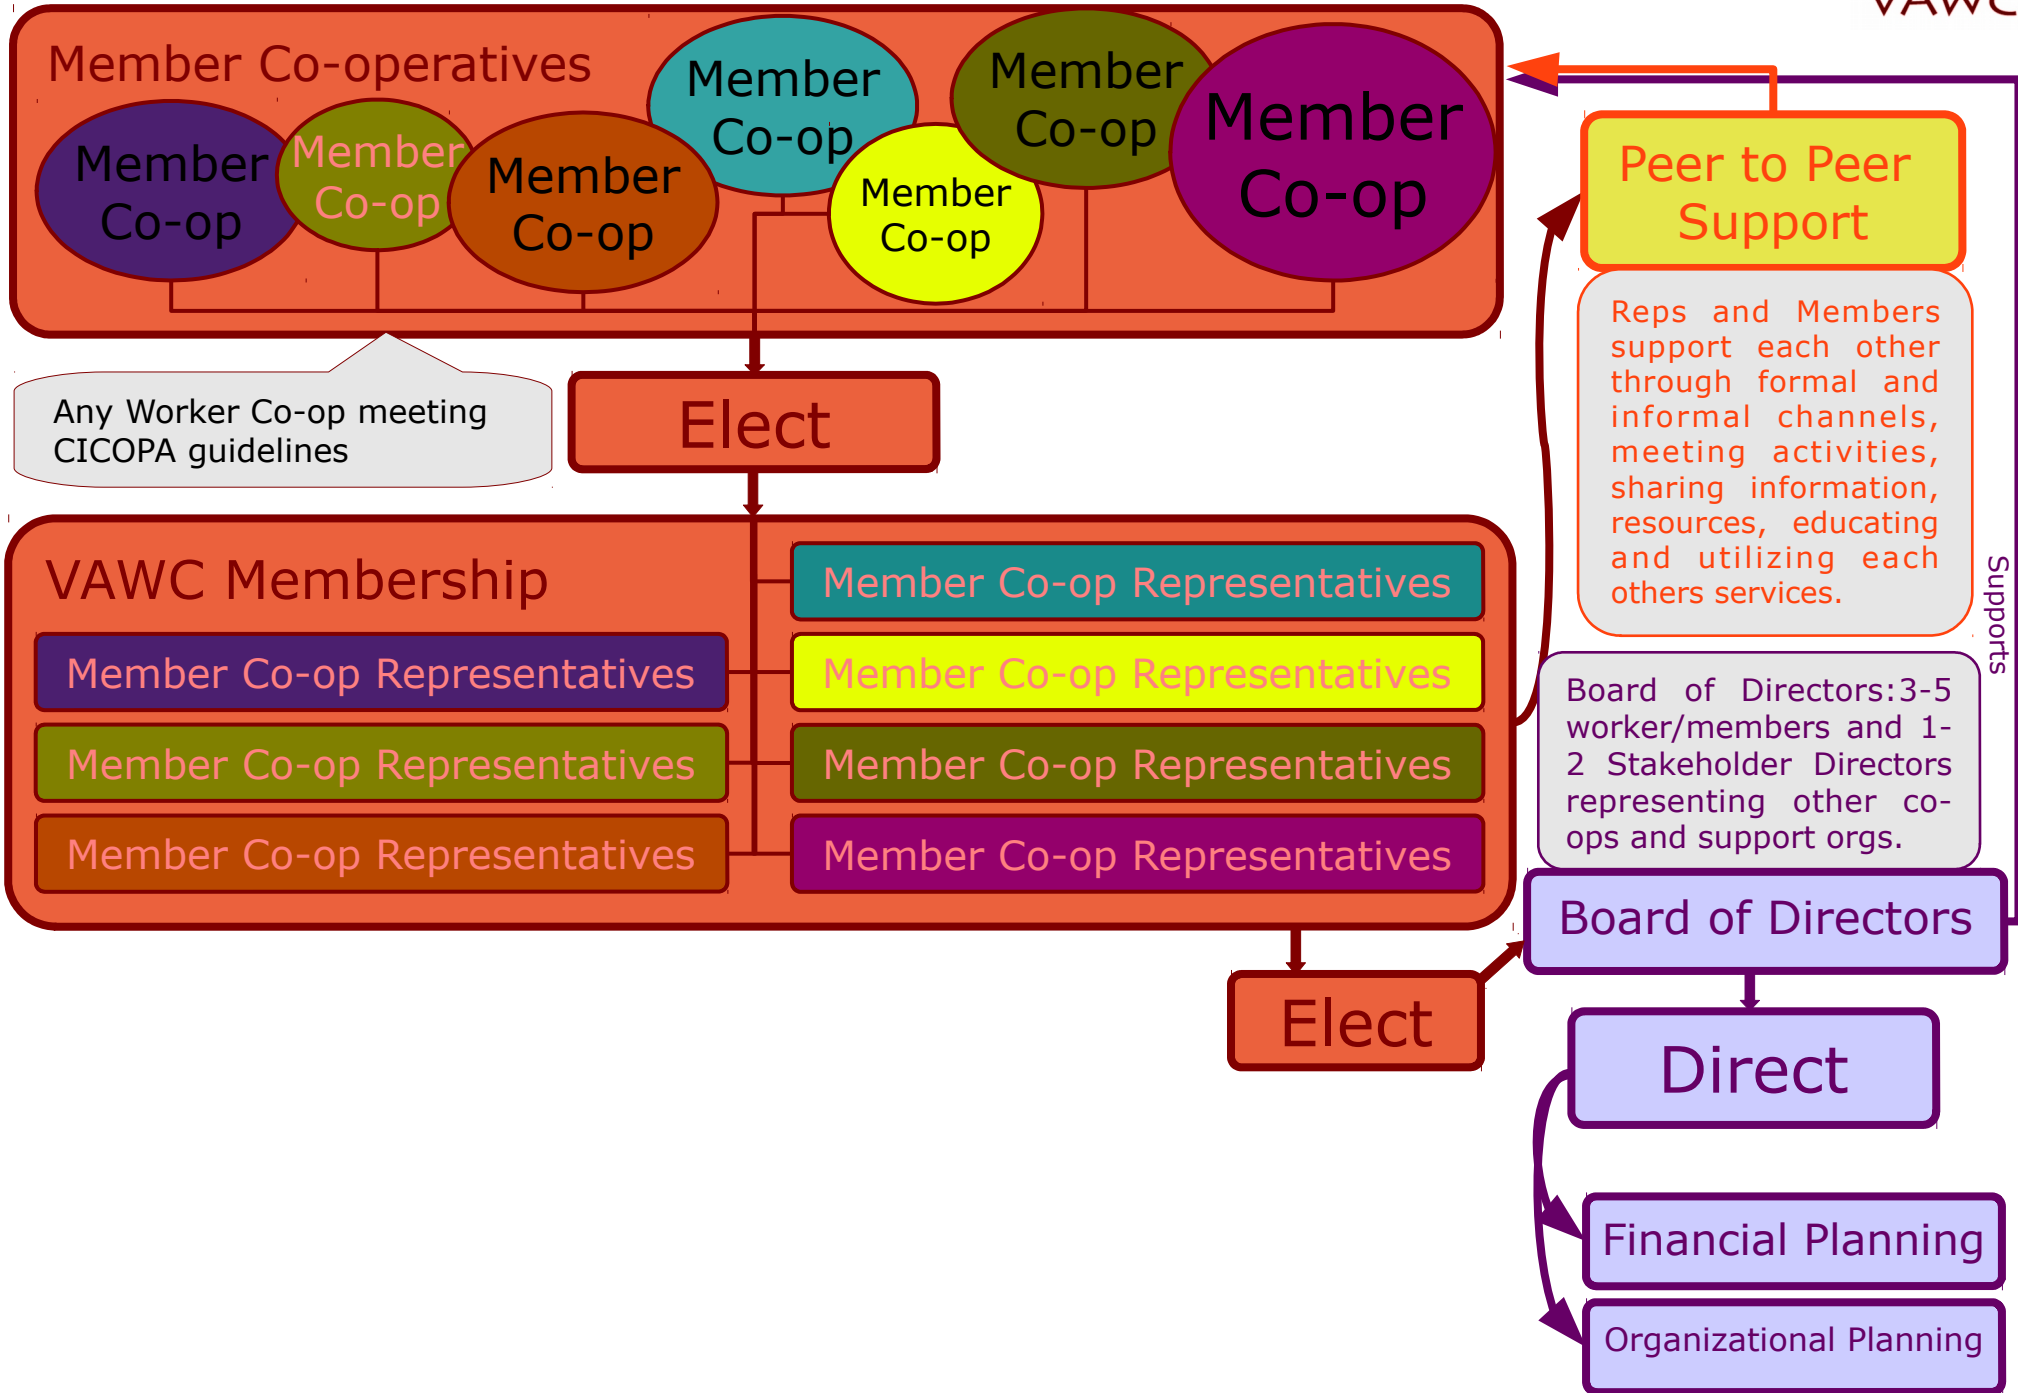 VAWC
Member Co-operatives
Member
Co-op
Member
Co-op
Member
Co-op
Member
Co-op
Member
Co-op
Member
Co-op
Member
Co-op
Peer to Peer
Support
Reps and Members
support each other
through formal and
informal channels,
meeting activities,
sharing information,
resources, educating
and utilizing each
others services.
Any Worker Co-op meeting
CICOPA guidelines
Elect
VAWC Membership
Member Co-op Representatives
Member Co-op Representatives
Member Co-op Representatives
Member Co-op Representatives
Member Co-op Representatives
Member Co-op Representatives
Member Co-op Representatives
Supports
Board of Directors:3-5
worker/members and 1-
2 Stakeholder Directors
representing other co-
ops and support orgs.
Board of Directors
Elect
Direct
Financial Planning
Organizational Planning